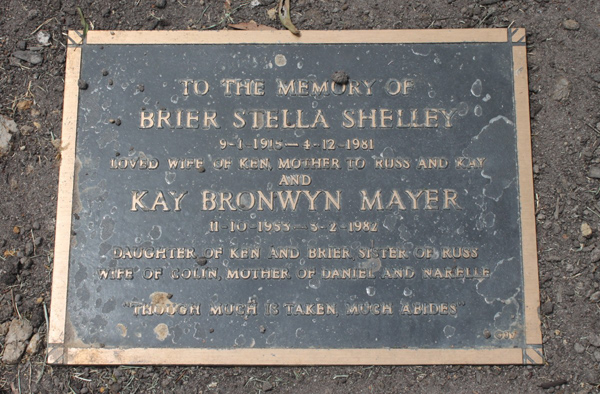 TO THE MEMORY OF
BRIER STELLA SHELLEY
9-1-1915 — 4-12-1981
LOVED WIFE OF KEN, MOTHER TO RUSS AND KAY
AND
KAY BRONWYN MAYER
11-10-1953 — 8-2-1982
DAUGHTER OF KEN AND BRIER SISTER OF RUSS
WIFE OF COLIN, MOTHER OF DANIEL AND NARELLE
"THOUGH MUCH IS TAKEN, MUCH ABIDES"